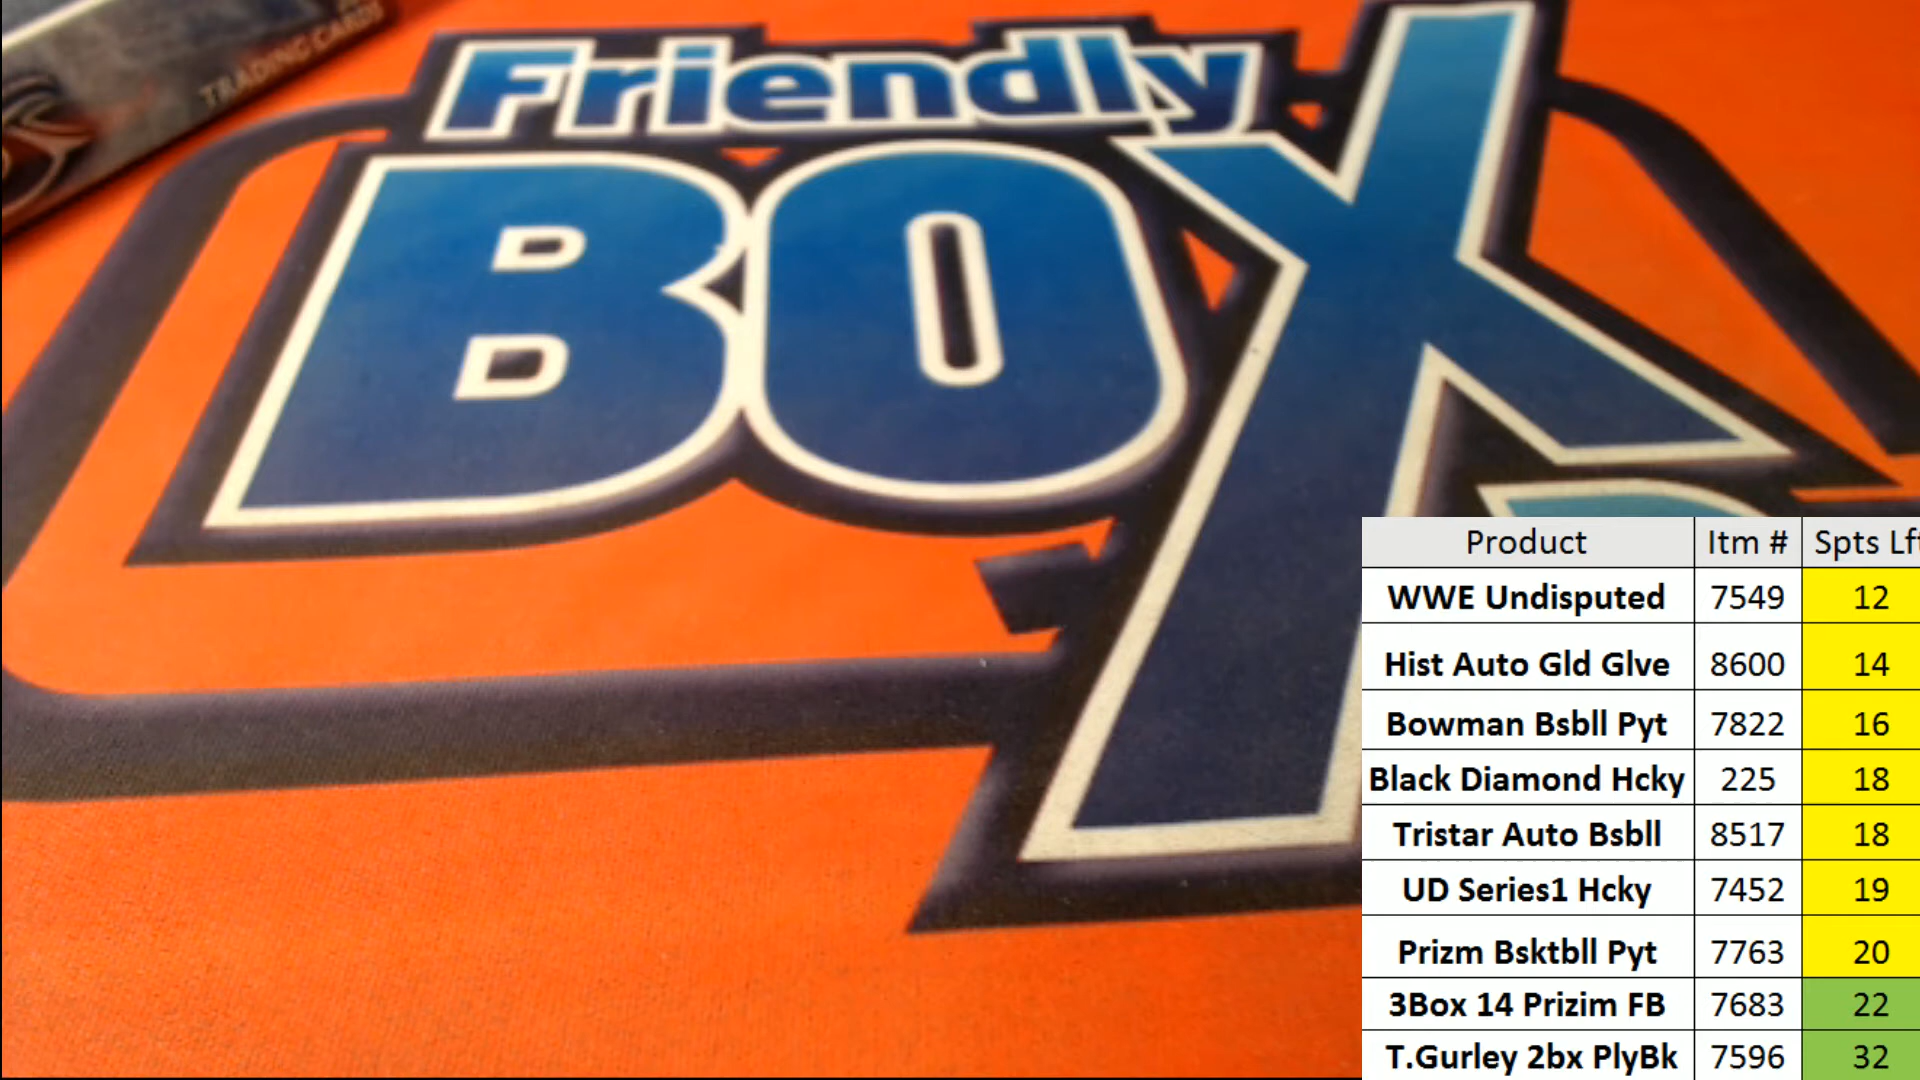 TRADING CARDS
Friendly
BOX
Product Itm # Spts Lft
WWE Undisputed 7549 12
Hist Auto Gld Glve 8600 14
Bowman Bsbll Pyt 7822 16
Black Diamond Hcky 225 18
Tristar Auto Bsbll 8517 18
UD Series1 Hcky 7452 19
Prizm Bsktbll Pyt 7763 20
3Box 14 Prizim FB 7683 22
T.Gurley 2bx PlyBk 7596 32